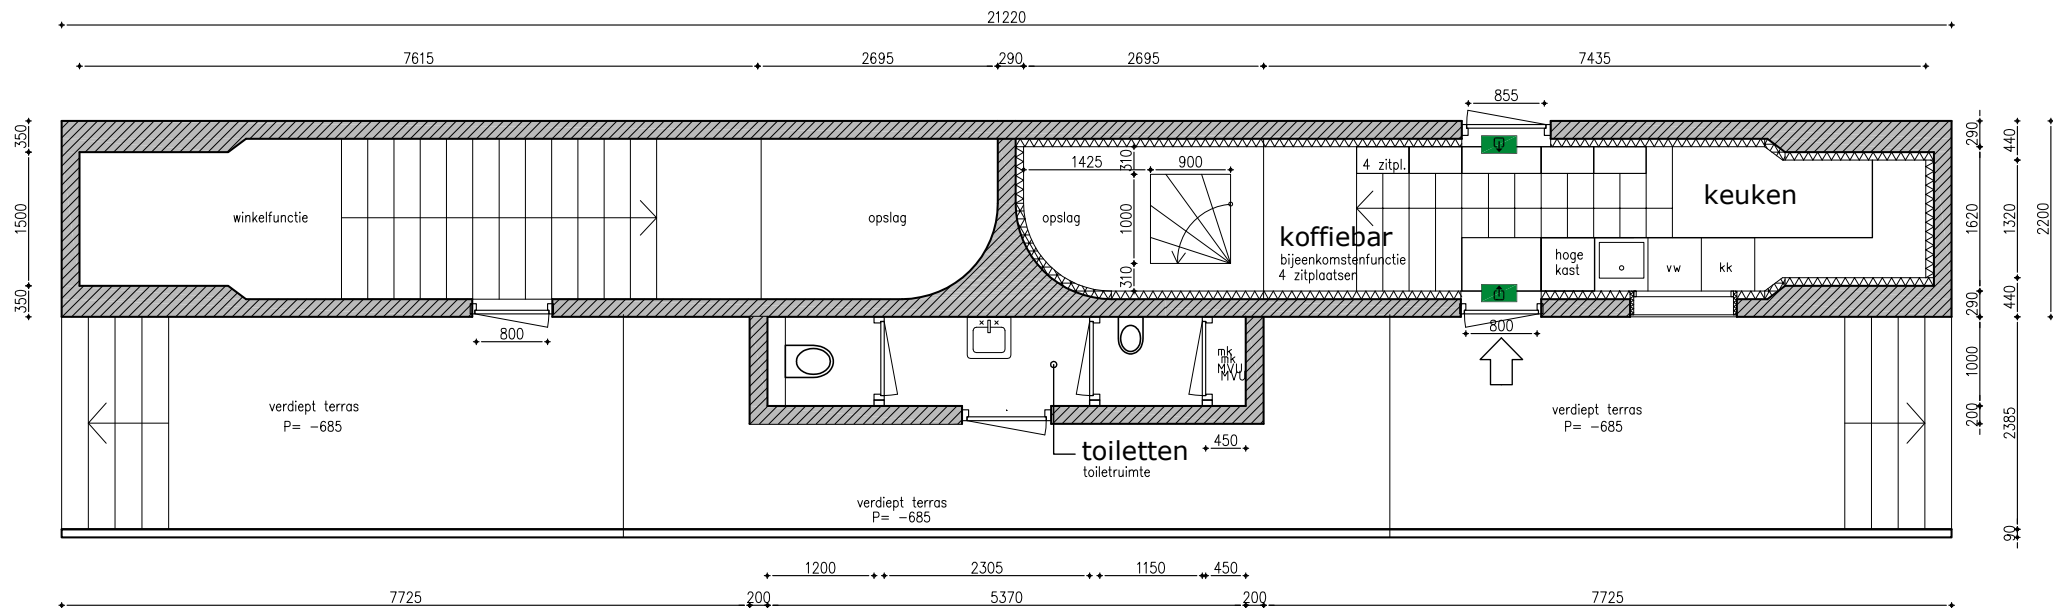 21220
7615 2695 290 2695 7435
855
350 1500 350
290 1620 290
440 1320 440
2200
winkelfunctie
opslag
opslag
1425 900
310 1000 310
4 zitpl.
keuken
koffiebar
bijeenkomstenfunctie
4 zitplaatsen
hoge
kast
vw
kk
800
800
mk
mk
MVU
MVU
1000
200
2385
90
verdiept terras
P= -685
verdiept terras
P= -685
450
toiletten
toiletruimte
verdiept terras
P= -685
1200 2305 1150 450
7725 200 5370 200 7725